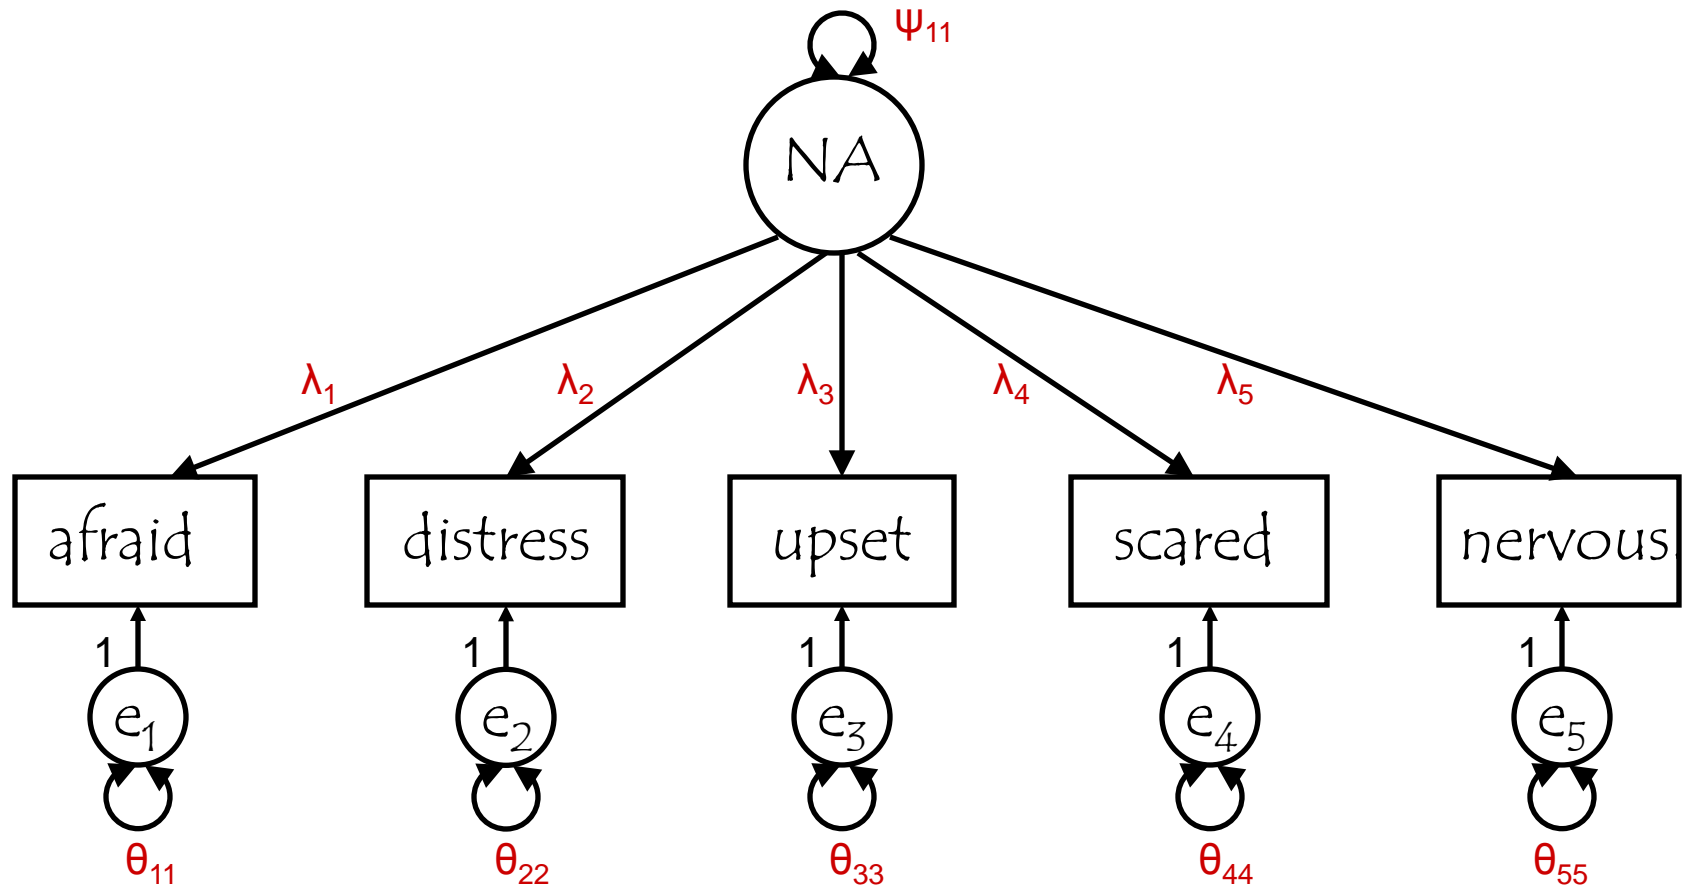 ψ11
NA
λ1 λ2 λ3 λ4 λ5
afraid distress upset scared nervous
1 1 1 1 1
e1 e2 e3 e4 e5
θ11 θ22 θ33 θ44 θ55